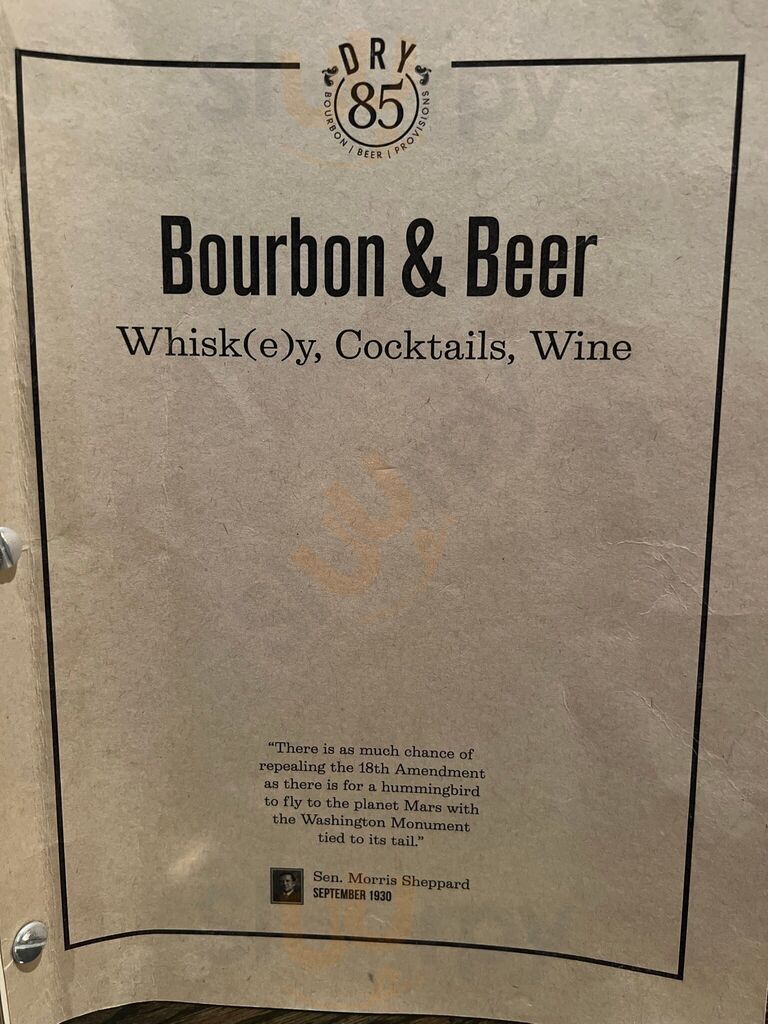 DRY
85
BOURBON | BEER | PROVISIONS
Bourbon & Beer
Whisk(e)y, Cocktails, Wine
“There is as much chance of
repealing the 18th Amendment
as there is for a hummingbird
to fly to the planet Mars with
the Washington Monument
tied to its tail.”
Sen. Morris Sheppard
SEPTEMBER 1930